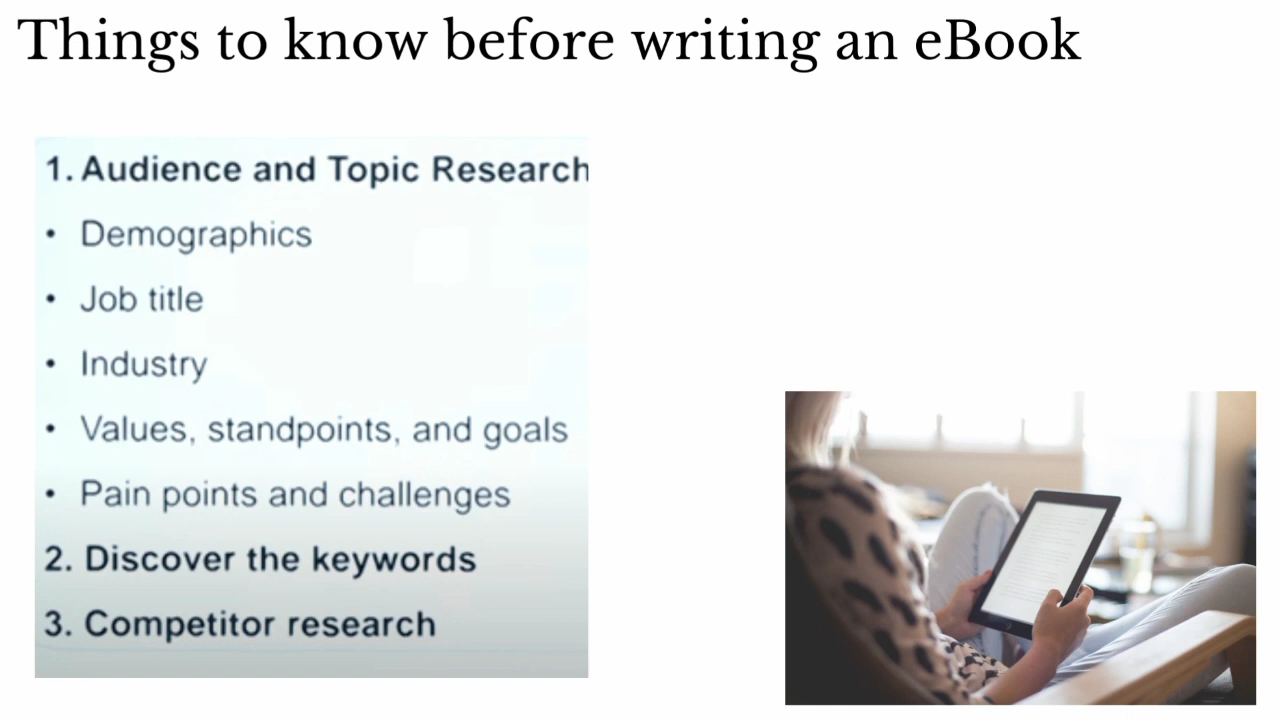 Things to know before writing an eBook
1. Audience and Topic Research
• Demographics
• Job title
• Industry
• Values, standpoints, and goals
• Pain points and challenges
2. Discover the keywords
3. Competitor research